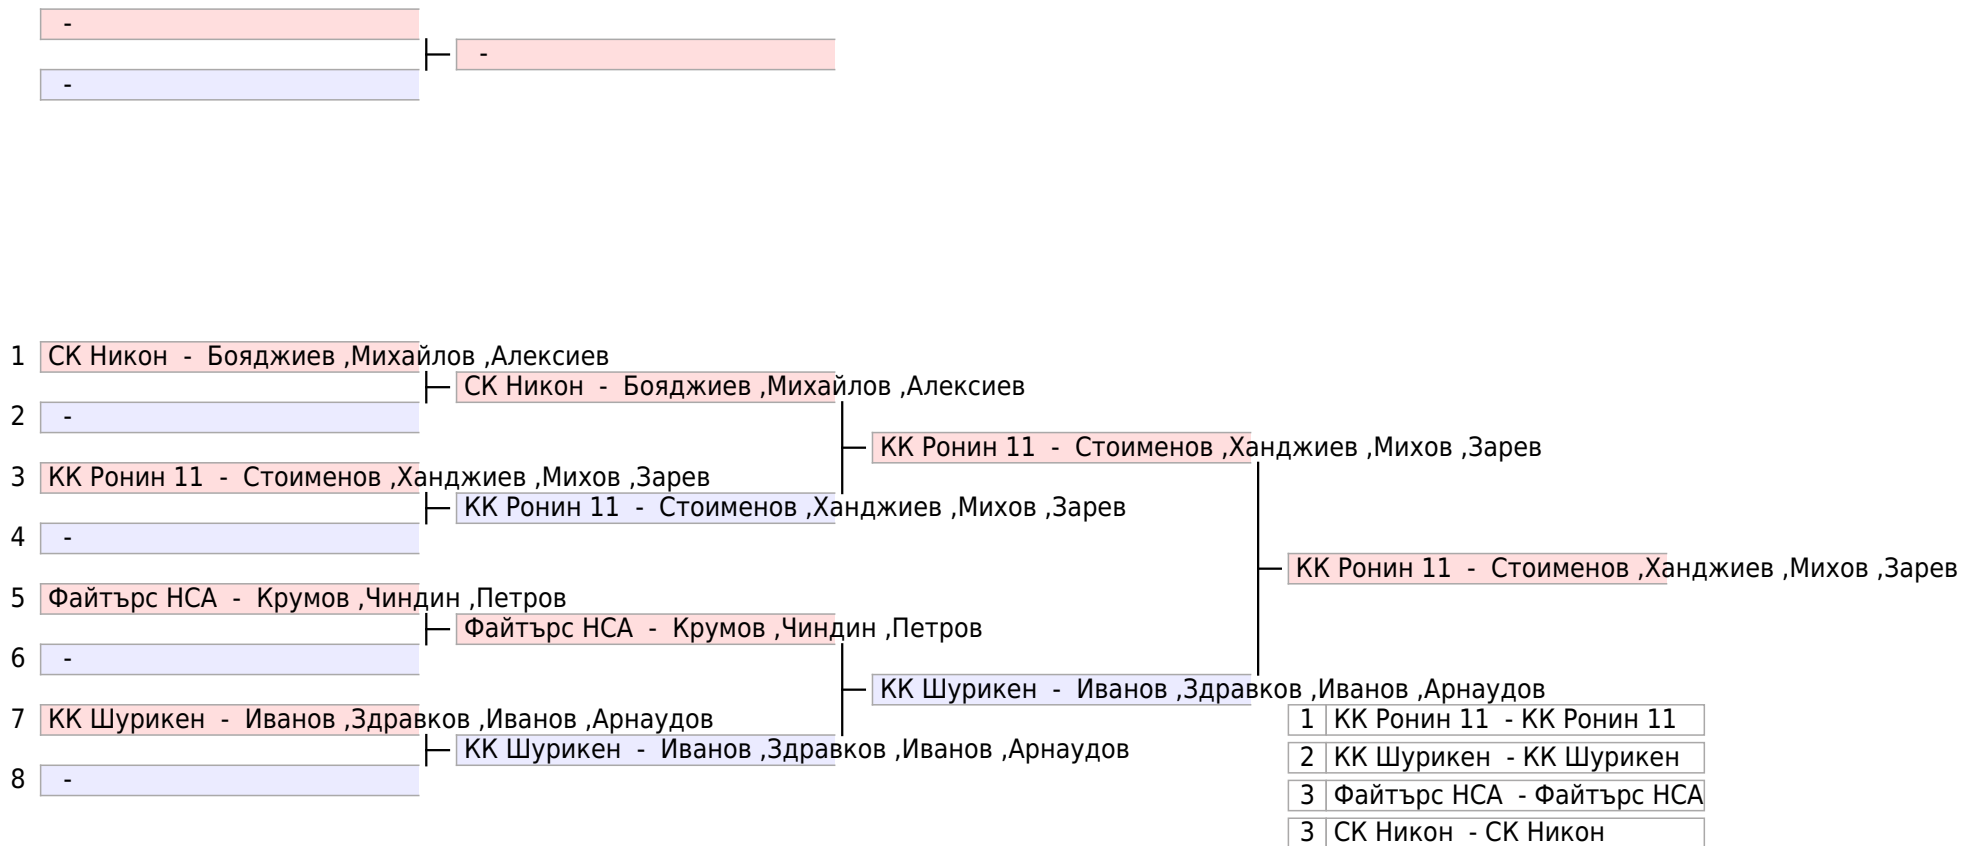 -
-
-
1 СК Никон - Бояджиев ,Михайлов ,Алексиев
СК Никон - Бояджиев ,Михайлов ,Алексиев
2 -
КК Ронин 11 - Стоименов ,Ханджиев ,Михов ,Зарев
3 КК Ронин 11 - Стоименов ,Ханджиев ,Михов ,Зарев
КК Ронин 11 - Стоименов ,Ханджиев ,Михов ,Зарев
4 -
КК Ронин 11 - Стоименов ,Ханджиев ,Михов ,Зарев
5 Файтърс НСА - Крумов ,Чиндин ,Петров
Файтърс НСА - Крумов ,Чиндин ,Петров
6 -
КК Шурикен - Иванов ,Здравков ,Иванов ,Арнаудов
7 КК Шурикен - Иванов ,Здравков ,Иванов ,Арнаудов
КК Шурикен - Иванов ,Здравков ,Иванов ,Арнаудов
8 -
1 КК Ронин 11 - КК Ронин 11
2 КК Шурикен - КК Шурикен
3 Файтърс НСА - Файтърс НСА
3 СК Никон - СК Никон